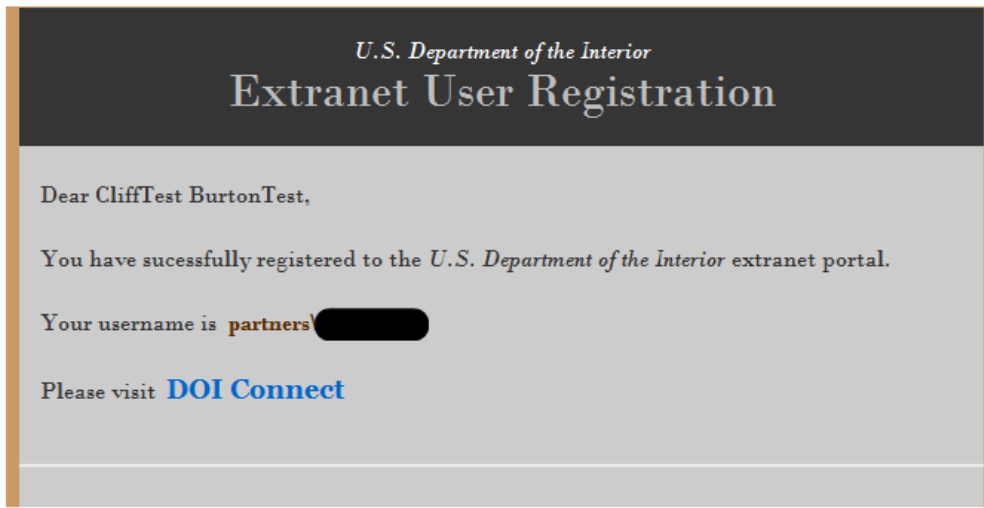 U.S. Department of the Interior
Extranet User Registration
Dear CliffTest BurtonTest,
You have sucessfully registered to the U.S. Department of the Interior extranet portal.
Your username is partners\
Please visit DOI Connect